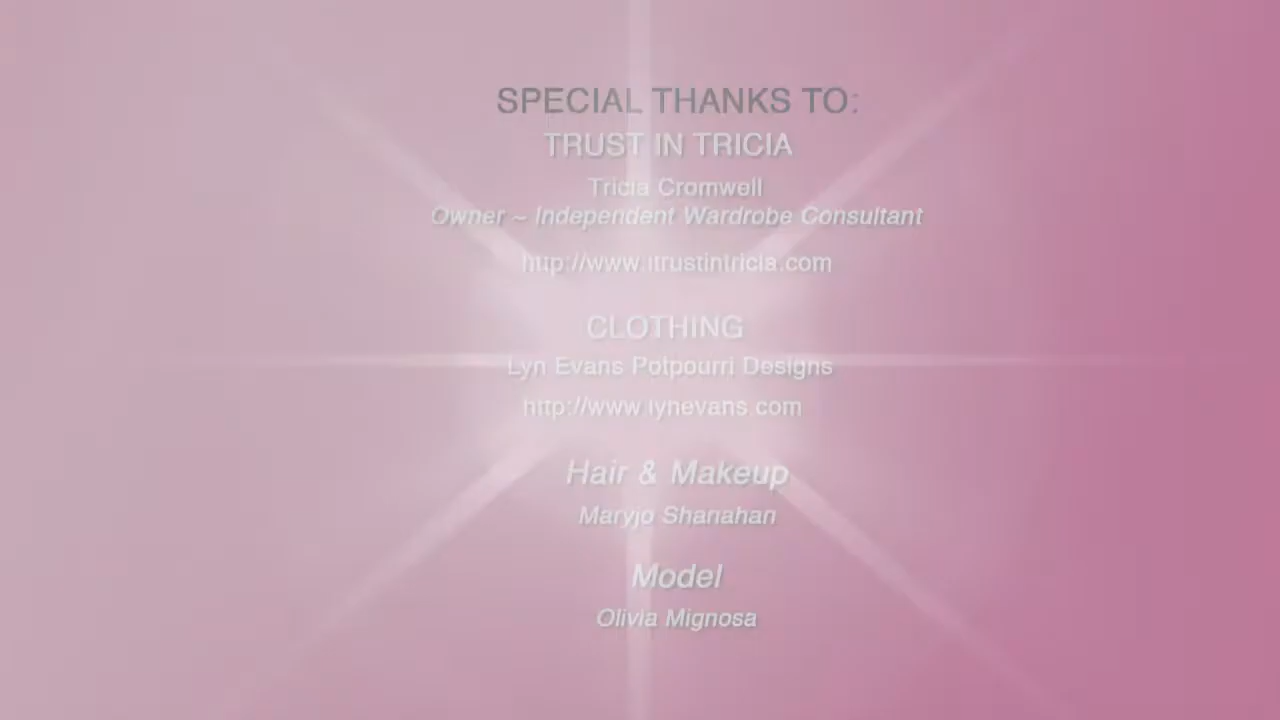 SPECIAL THANKS TO:
TRUST IN TRICIA
Tricia Cromwell
Owner ~ Independent Wardrobe Consultant
http://www.itrustintricia.com
CLOTHING
Lyn Evans Potpourri Designs
http://www.lynevans.com
Hair & Makeup
Maryjo Shanahan
Model
Olivia Mignosa